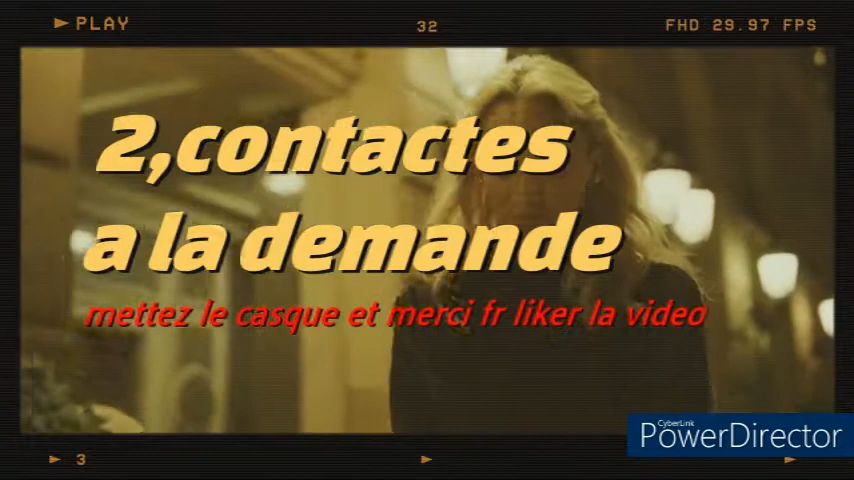 PLAY
32
FHD 29.97 FPS
2,contactes
a la demande
mettez le casque et merci fr liker la video
CyberLink
PowerDirector
3